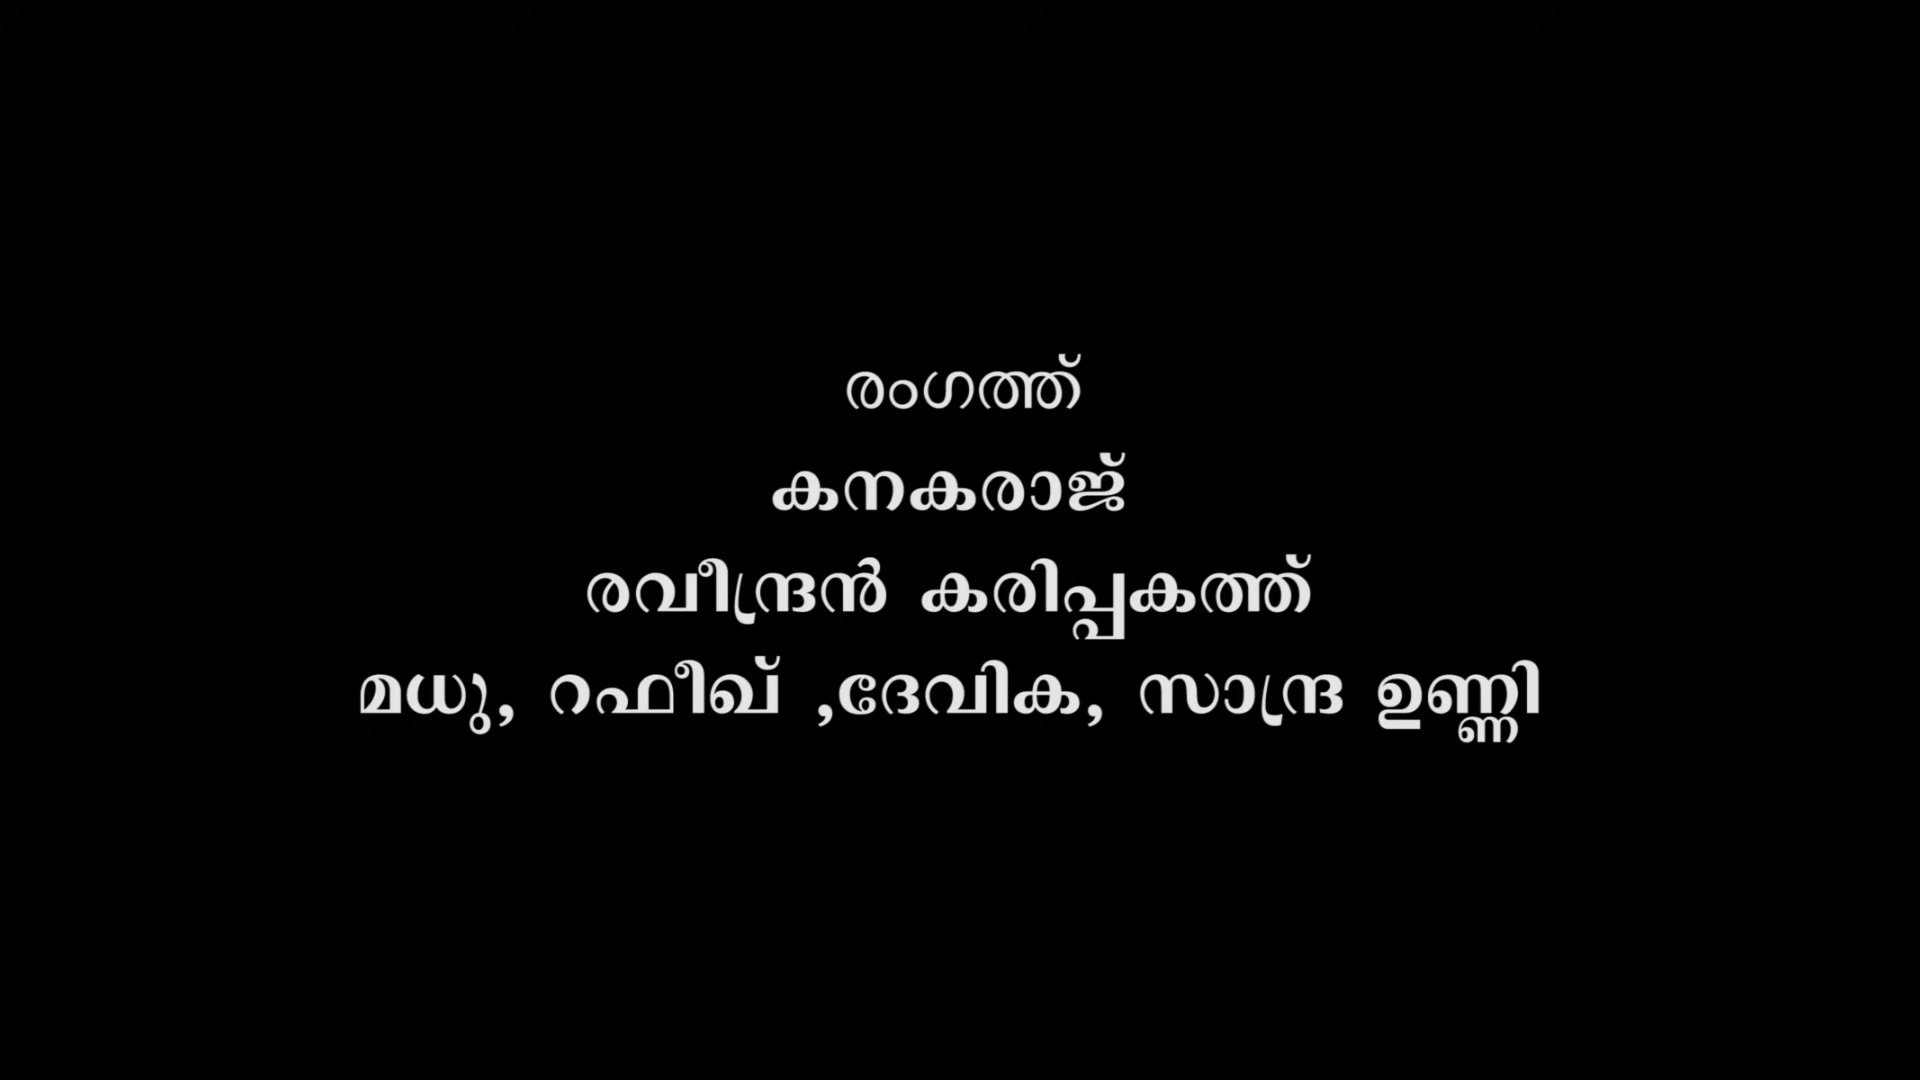 രംഗത്ത്
കനകരാജ്
രവീന്ദ്രൻ കരിപ്പകത്ത്
മധു, റഫീഖ് ,ദേവിക, സാന്ദ്ര ഉണ്ണി